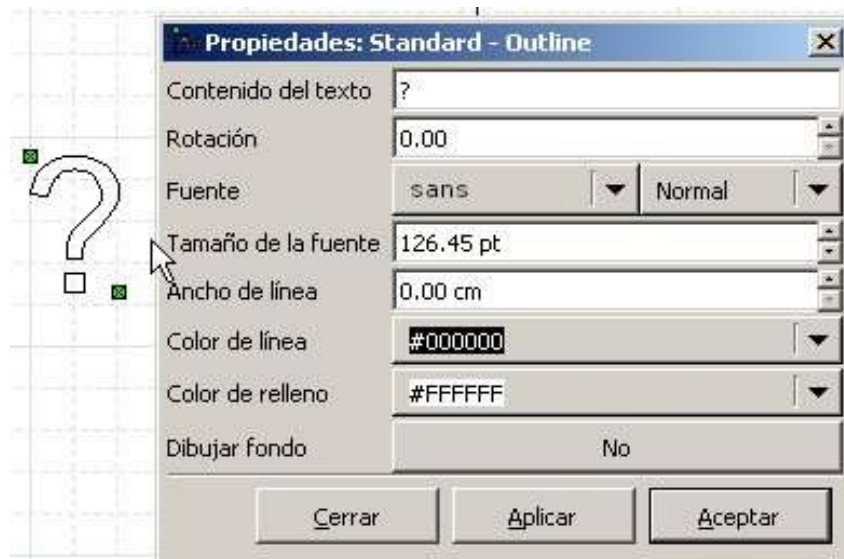 Propiedades: Standard - Outline
Contenido del texto ?
Rotación 0.00
Fuente sans Normal
Tamaño de la fuente 126.45 pt
Ancho de línea 0.00 cm
Color de línea #000000
Color de relleno #FFFFFF
Dibujar fondo No
Cerrar Aplicar Aceptar
?